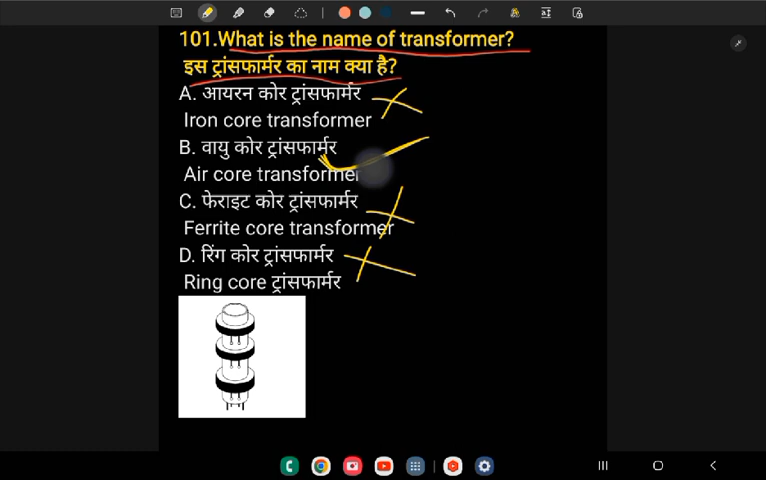 101.What is the name of transformer?
इस ट्रांसफार्मर का नाम क्या है?
A. आयरन कोर ट्रांसफार्मर
Iron core transformer
B. वायु कोर ट्रांसफार्मर
Air core transformer
C. फेराइट कोर ट्रांसफार्मर
Ferrite core transformer
D. रिंग कोर ट्रांसफार्मर
Ring core ट्रांसफार्मर